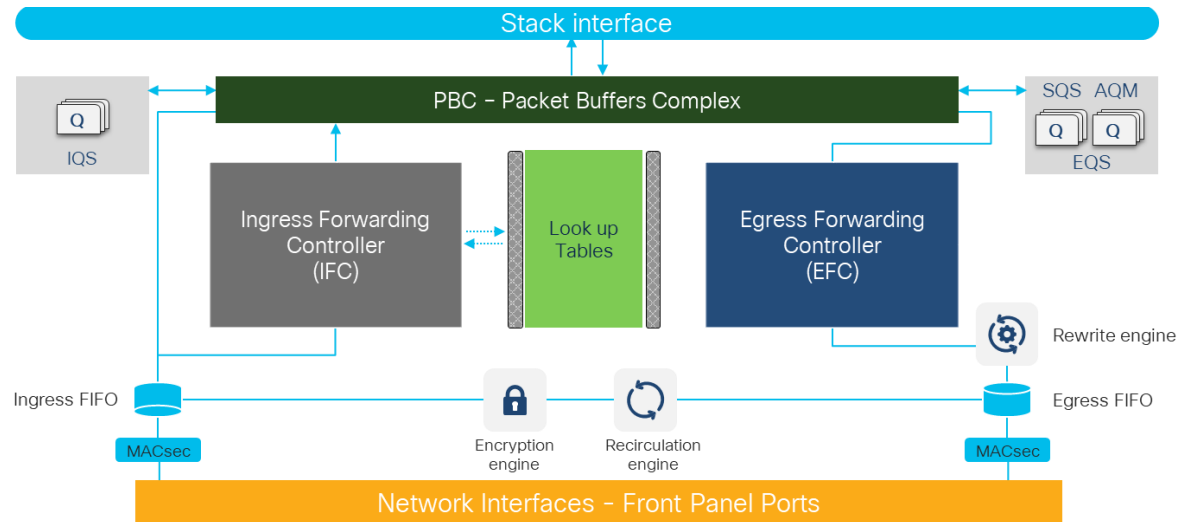 Stack interface
PBC – Packet Buffers Complex
Q
IQS
SQS AQM
Q Q
EQS
Ingress Forwarding
Controller
(IFC)
Look up
Tables
Egress Forwarding
Controller
(EFC)
Rewrite engine
Ingress FIFO
Egress FIFO
MACsec
Encryption
engine
Recirculation
engine
MACsec
Network Interfaces - Front Panel Ports